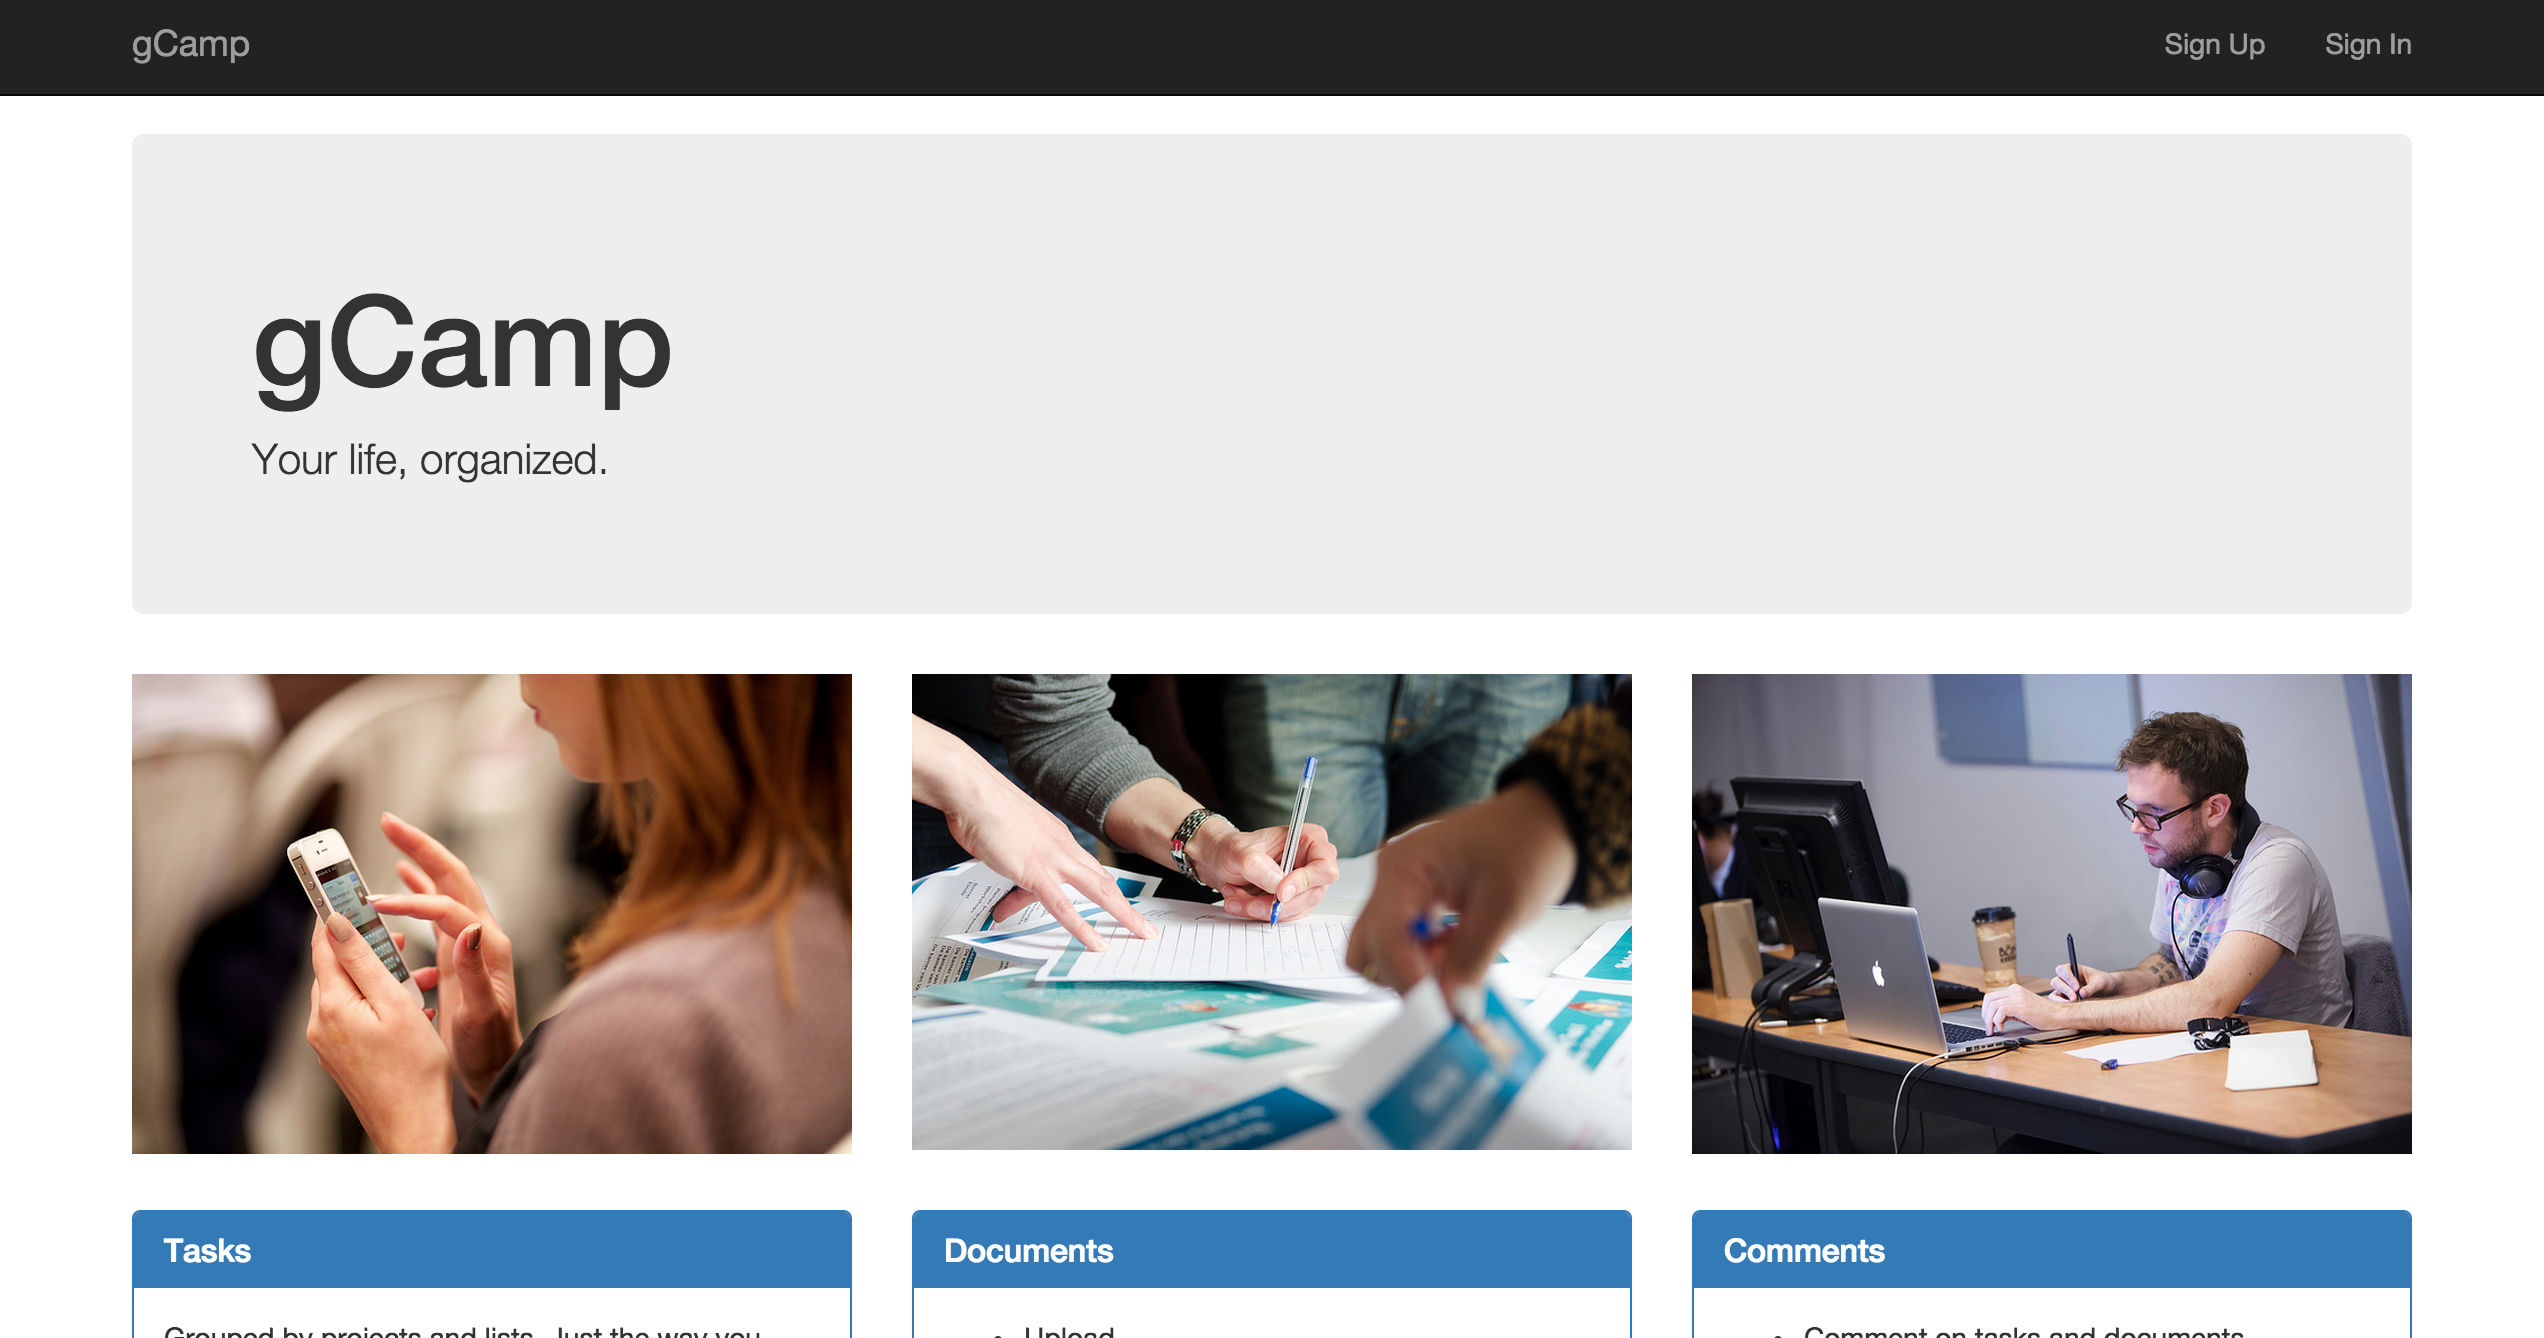 gCamp
Sign Up
Sign In
gCamp
Your life, organized.
Tasks
Documents
Comments
Grouped by projects and lists. Just the way you
Upload
Comment on tasks and documents